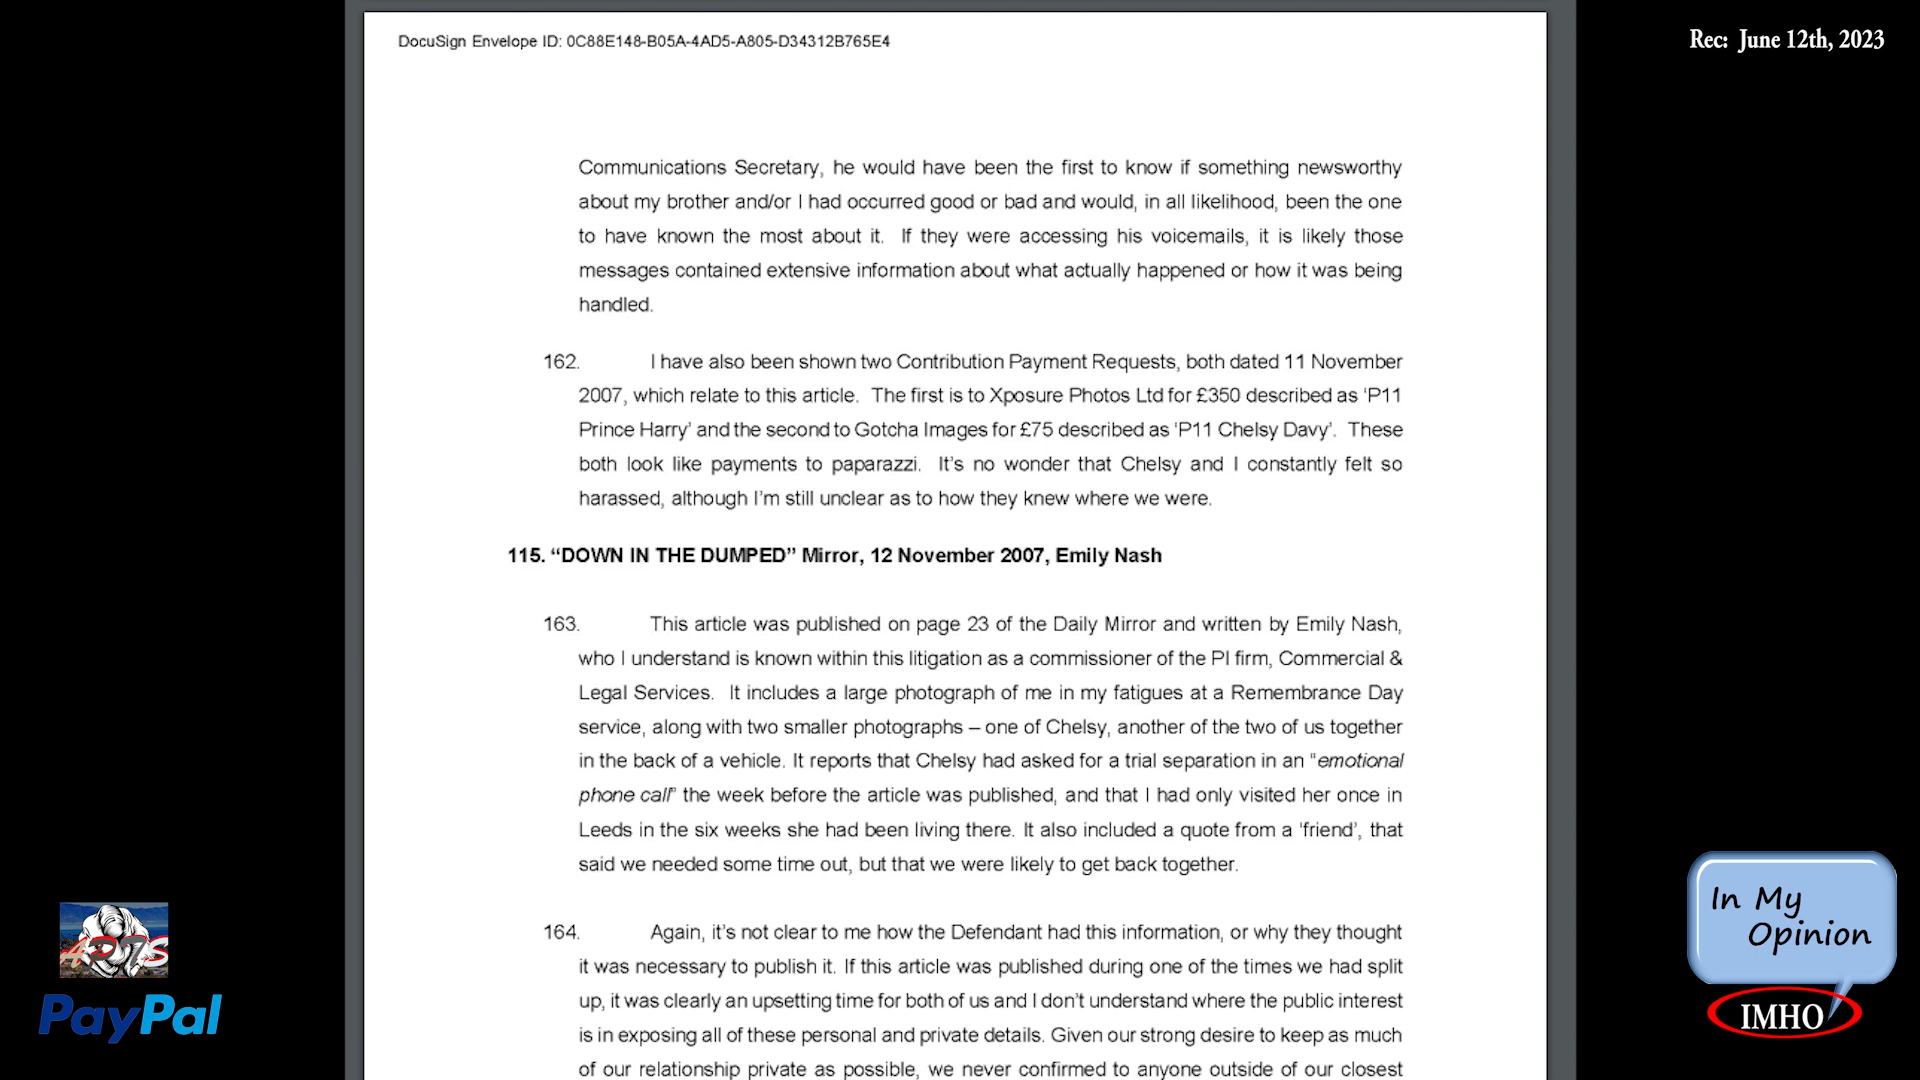 DocuSign Envelope ID: 0C88E148-B05A-4AD5-A805-D34312B765E4
Rec: June 12th, 2023
Communications Secretary, he would have been the first to know if something newsworthy
about my brother and/or I had occurred good or bad and would, in all likelihood, been the one
to have known the most about it. If they were accessing his voicemails, it is likely those
messages contained extensive information about what actually happened or how it was being
handled.
162. I have also been shown two Contribution Payment Requests, both dated 11 November
2007, which relate to this article. The first is to Xposure Photos Ltd for £350 described as ‘P11
Prince Harry’ and the second to Gotcha Images for £75 described as ‘P11 Chelsy Davy’. These
both look like payments to paparazzi. It’s no wonder that Chelsy and I constantly felt so
harassed, although I’m still unclear as to how they knew where we were.
115. “DOWN IN THE DUMPED” Mirror, 12 November 2007, Emily Nash
163. This article was published on page 23 of the Daily Mirror and written by Emily Nash,
who I understand is known within this litigation as a commissioner of the PI firm, Commercial &
Legal Services. It includes a large photograph of me in my fatigues at a Remembrance Day
service, along with two smaller photographs – one of Chelsy, another of the two of us together
in the back of a vehicle. It reports that Chelsy had asked for a trial separation in an "emotional
phone call" the week before the article was published, and that I had only visited her once in
Leeds in the six weeks she had been living there. It also included a quote from a ‘friend’, that
said we needed some time out, but that we were likely to get back together.
164. Again, it’s not clear to me how the Defendant had this information, or why they thought
it was necessary to publish it. If this article was published during one of the times we had split
up, it was clearly an upsetting time for both of us and I don’t understand where the public interest
is in exposing all of these personal and private details. Given our strong desire to keep as much
of our relationship private as possible, we never confirmed to anyone outside of our closest
PayPal
In My
Opinion
IMHO